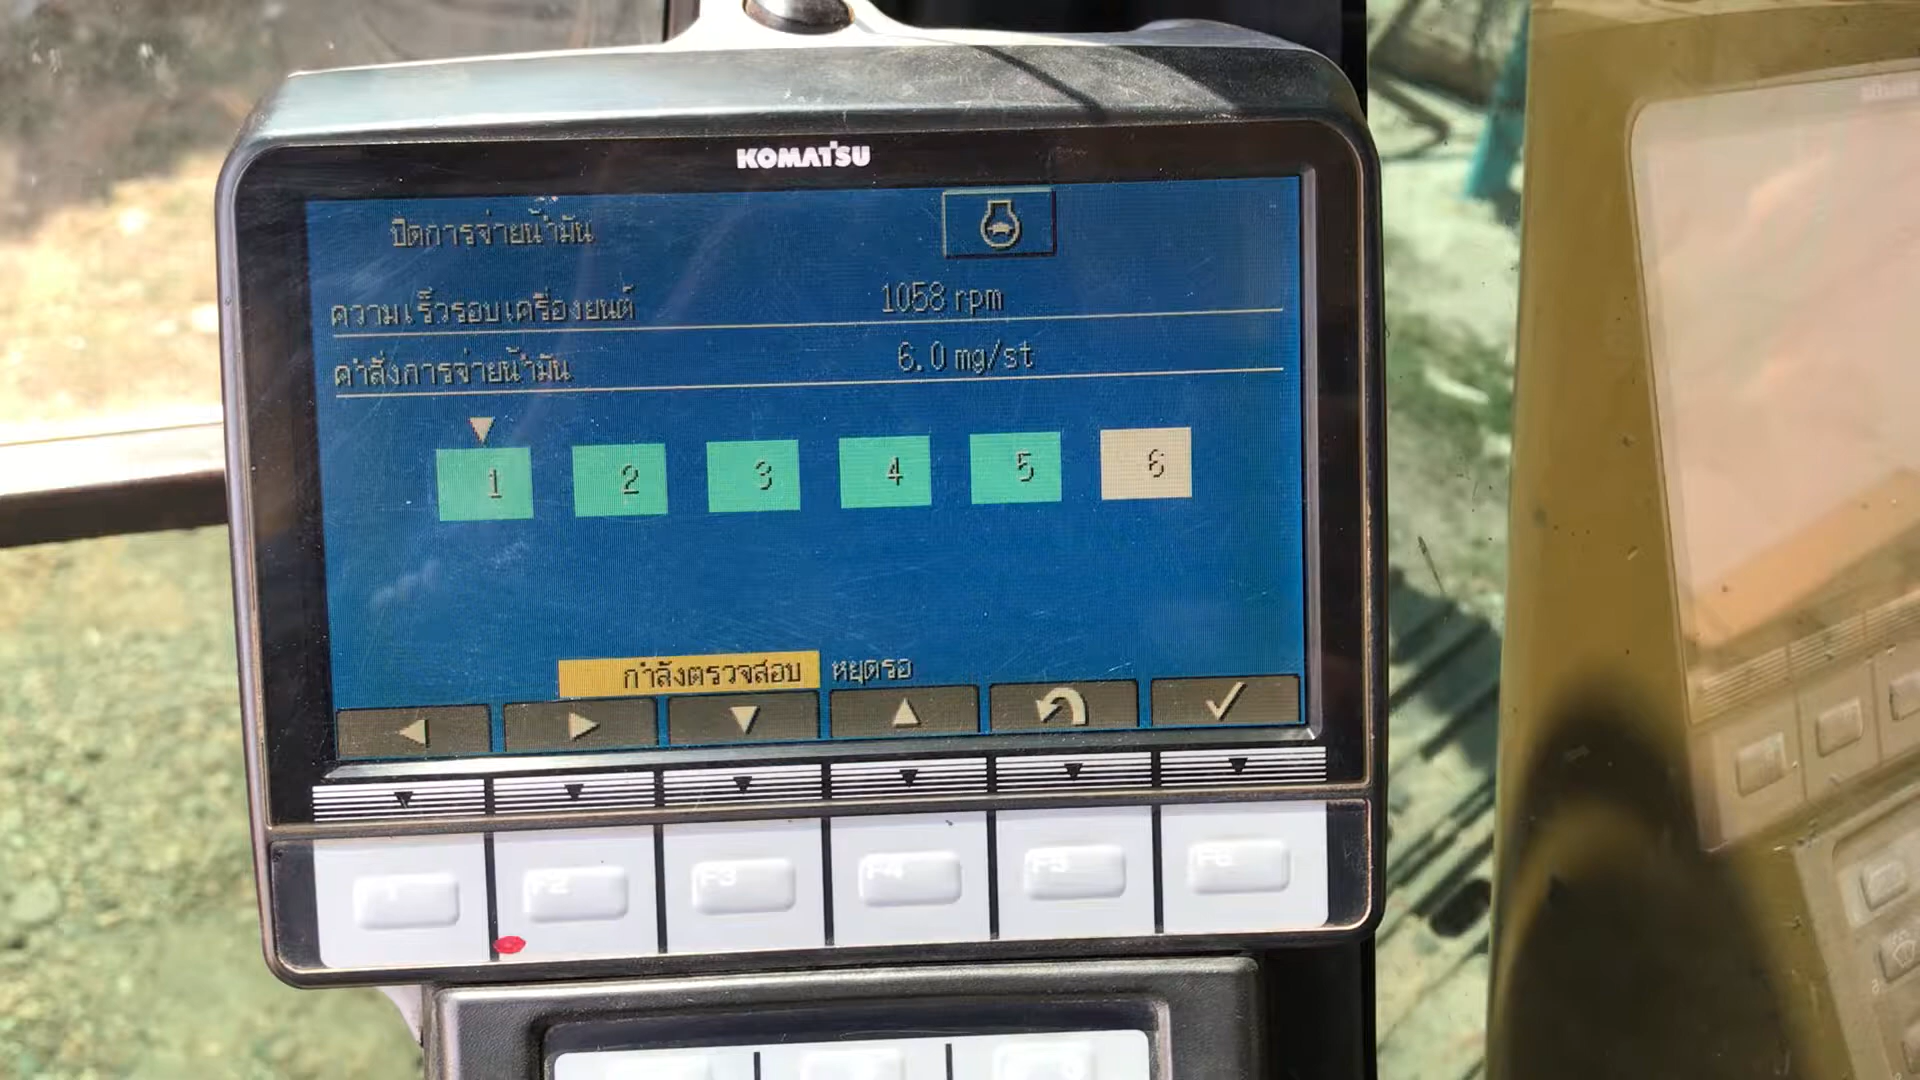 KOMATSU
ปิดการจ่ายน้ำมัน
ความเร็วรอบเครื่องยนต์ 1058 rpm
คำสั่งการจ่ายน้ำมัน 6.0 mg/st
1 2 3 4 5 6
กำลังตรวจสอบ หยุดรอ
F2 F3 F4 F5 F6